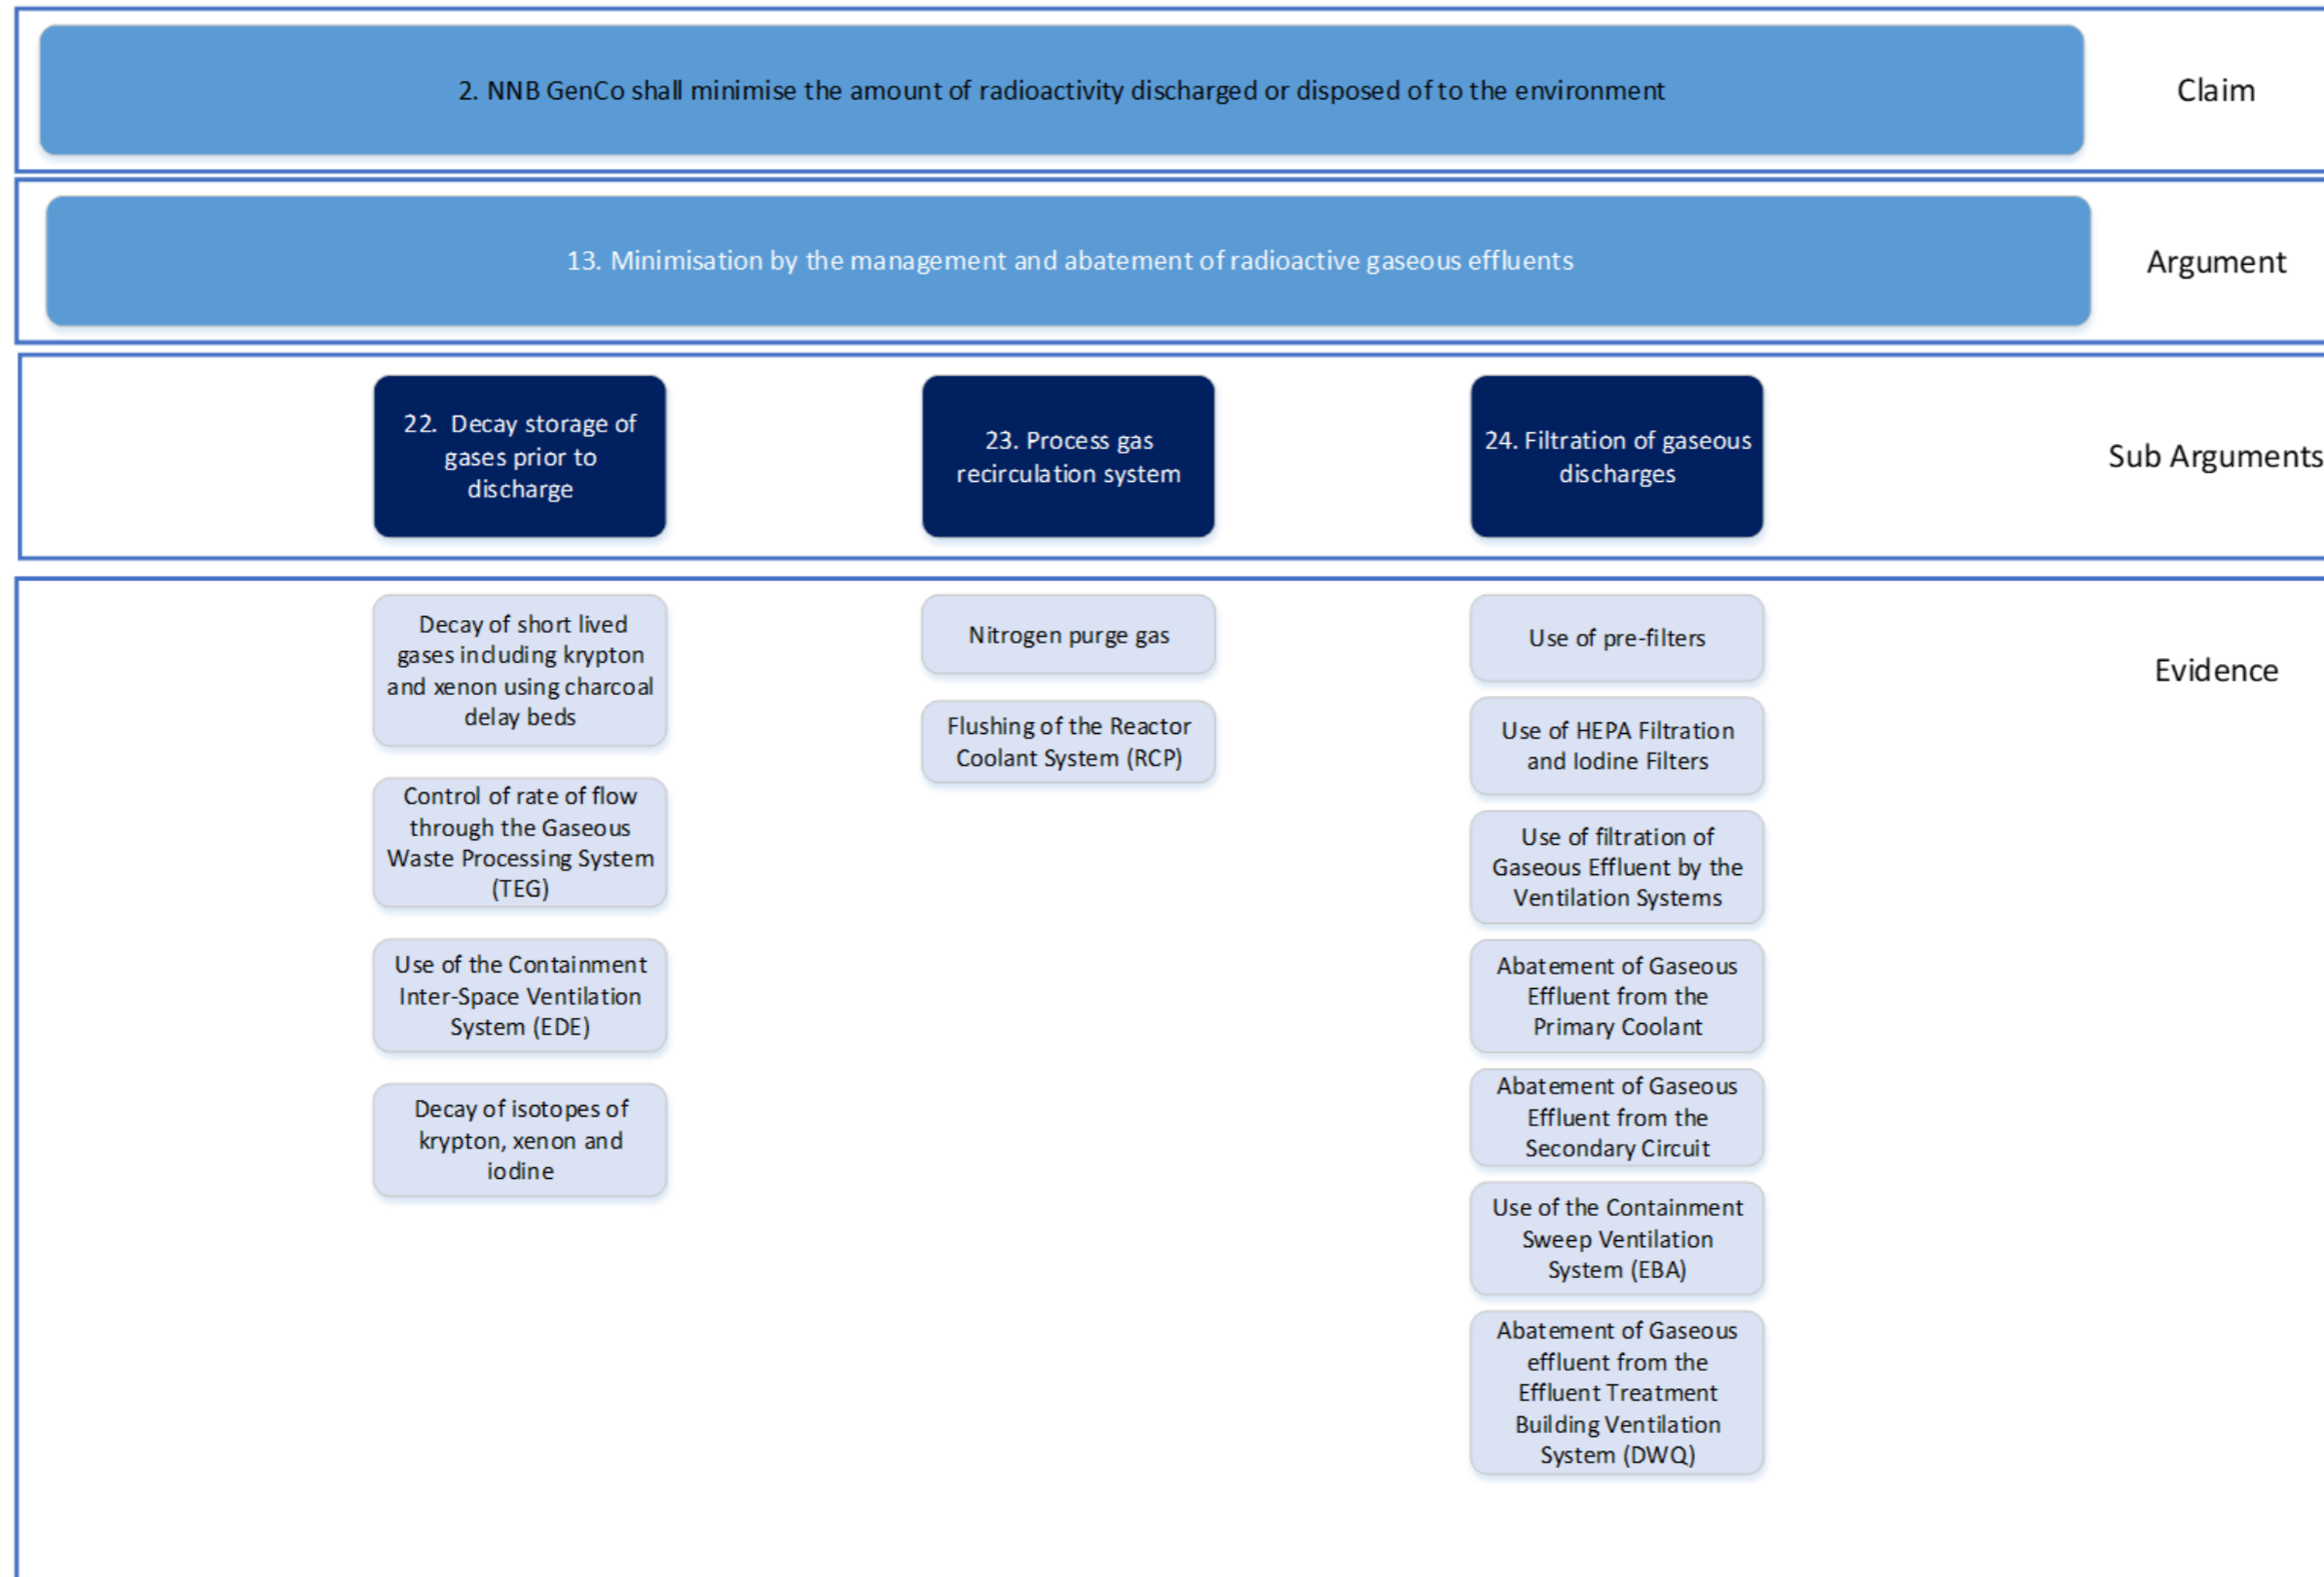 2. NNB GenCo shall minimise the amount of radioactivity discharged or disposed of to the environment
Claim
13. Minimisation by the management and abatement of radioactive gaseous effluents
Argument
22. Decay storage of
gases prior to
discharge
23. Process gas
recirculation system
24. Filtration of gaseous
discharges
Sub Arguments
Decay of short lived
gases including krypton
and xenon using charcoal
delay beds
Control of rate of flow
through the Gaseous
Waste Processing System
(TEG)
Use of the Containment
Inter-Space Ventilation
System (EDE)
Decay of isotopes of
krypton, xenon and
iodine
Nitrogen purge gas
Flushing of the Reactor
Coolant System (RCP)
Use of pre-filters
Use of HEPA Filtration
and Iodine Filters
Use of filtration of
Gaseous Effluent by the
Ventilation Systems
Abatement of Gaseous
Effluent from the
Primary Coolant
Abatement of Gaseous
Effluent from the
Secondary Circuit
Use of the Containment
Sweep Ventilation
System (EBA)
Abatement of Gaseous
effluent from the
Effluent Treatment
Building Ventilation
System (DWQ)
Evidence